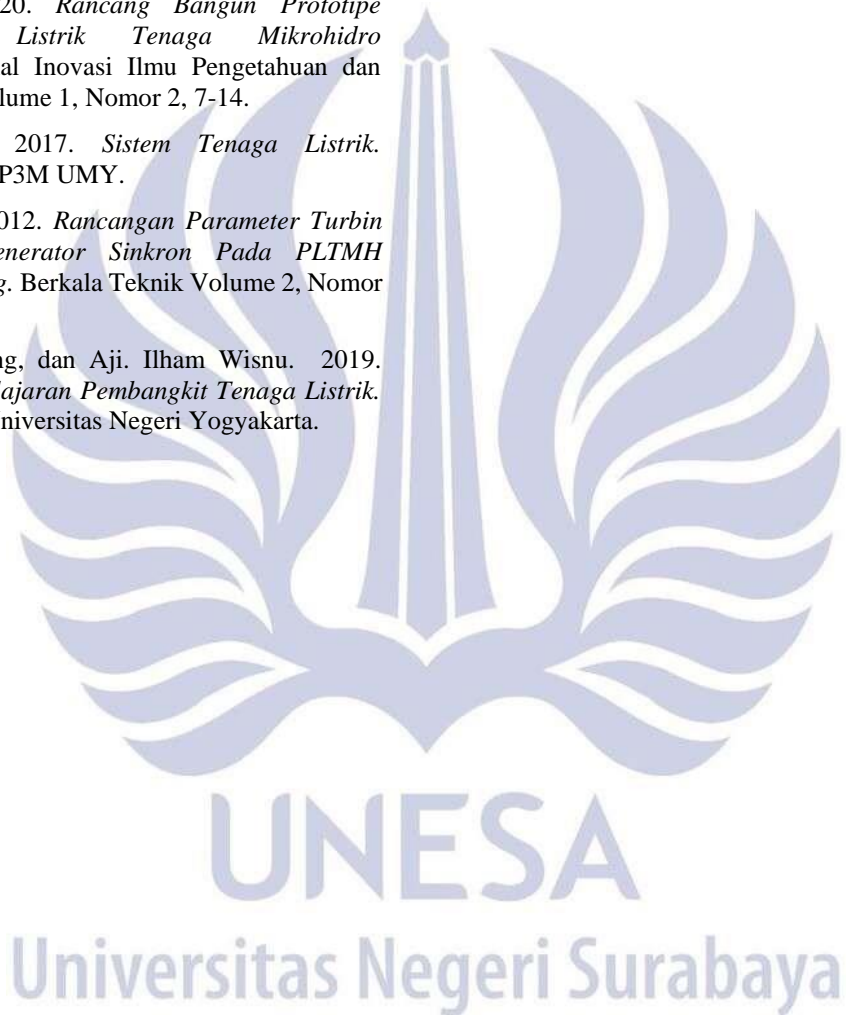 20. Rancang Bangun Prototipe
Listrik Tenaga Mikrohidro
al Inovasi Ilmu Pengetahuan dan
lume 1, Nomor 2, 7-14.
2017. Sistem Tenaga Listrik.
P3M UMY.
012. Rancangan Parameter Turbin
enerator Sinkron Pada PLTMH
g. Berkala Teknik Volume 2, Nomor
ng, dan Aji. Ilham Wisnu. 2019.
lajaran Pembangkit Tenaga Listrik.
niversitas Negeri Yogyakarta.
UNESA
Universitas Negeri Surabaya